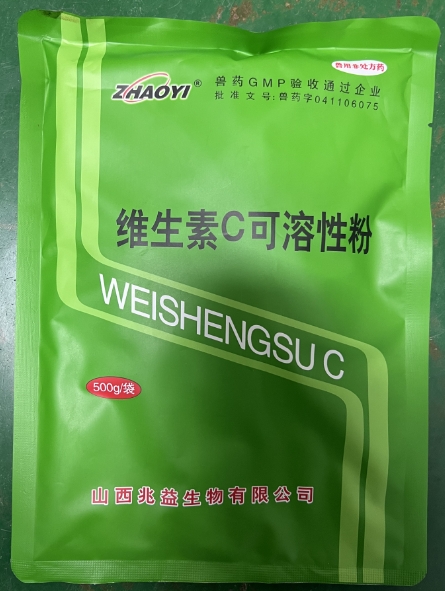 兽用非处方药
ZHAOYI®
兽药GMP验收通过企业
批准文号:兽药字041106075
维生素C可溶性粉
WEISHENGSU C
500g/袋
山西兆益生物有限公司